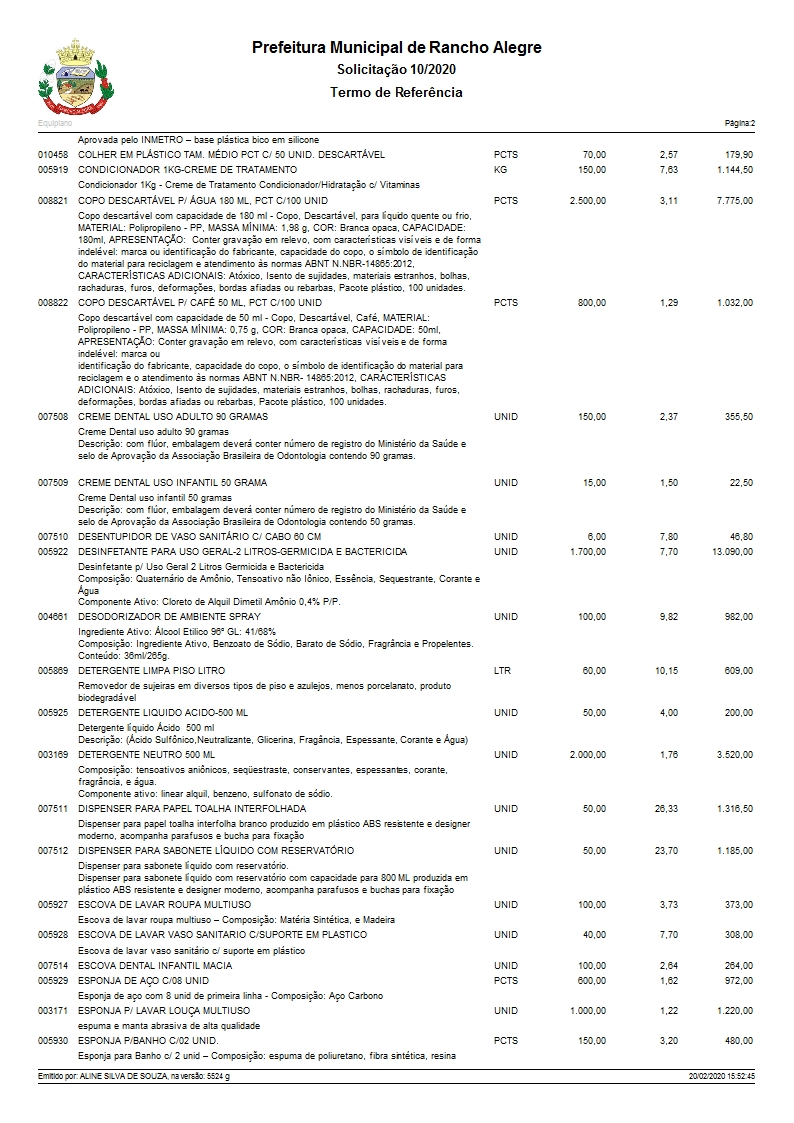 Prefeitura Municipal de Rancho Alegre
Solicitação 10/2020
Termo de Referência
Equiplano Página:2
Aprovada pelo INMETRO – base plástica bico em silicone
010458 COLHER EM PLÁSTICO TAM. MÉDIO PCT C/ 50 UNID. DESCARTÁVEL PCTS 70,00 2,57 179,90
005919 CONDICIONADOR 1KG-CREME DE TRATAMENTO KG 150,00 7,63 1.144,50
Condicionador 1Kg - Creme de Tratamento Condicionador/Hidratação c/ Vitaminas
008821 COPO DESCARTÁVEL P/ ÁGUA 180 ML, PCT C/100 UNID PCTS 2.500,00 3,11 7.775,00
Copo descartável com capacidade de 180 ml - Copo, Descartável, para líquido quente ou frio,
MATERIAL: Polipropileno - PP, MASSA MÍNIMA: 1,98 g, COR: Branca opaca, CAPACIDADE:
180ml, APRESENTAÇÃO: Conter gravação em relevo, com características visíveis e de forma
indelével: marca ou identificação do fabricante, capacidade do copo, o símbolo de identificação
do material para reciclagem e atendimento às normas ABNT N.NBR-14865:2012,
CARACTERÍSTICAS ADICIONAIS: Atóxico, Isento de sujidades, materiais estranhos, bolhas,
rachaduras, furos, deformações, bordas afiadas ou rebarbas, Pacote plástico, 100 unidades.
008822 COPO DESCARTÁVEL P/ CAFÉ 50 ML, PCT C/100 UNID PCTS 800,00 1,29 1.032,00
Copo descartável com capacidade de 50 ml - Copo, Descartável, Café, MATERIAL:
Polipropileno - PP, MASSA MÍNIMA: 0,75 g, COR: Branca opaca, CAPACIDADE: 50ml,
APRESENTAÇÃO: Conter gravação em relevo, com características visíveis e de forma
indelével: marca ou
identificação do fabricante, capacidade do copo, o símbolo de identificação do material para
reciclagem e o atendimento às normas ABNT N.NBR- 14865:2012, CARACTERÍSTICAS
ADICIONAIS: Atóxico, Isento de sujidades, materiais estranhos, bolhas, rachaduras, furos,
deformações, bordas afiadas ou rebarbas, Pacote plástico, 100 unidades.
007508 CREME DENTAL USO ADULTO 90 GRAMAS UNID 150,00 2,37 355,50
Creme Dental uso adulto 90 gramas
Descrição: com flúor, embalagem deverá conter número de registro do Ministério da Saúde e
selo de Aprovação da Associação Brasileira de Odontologia contendo 90 gramas.
007509 CREME DENTAL USO INFANTIL 50 GRAMA UNID 15,00 1,50 22,50
Creme Dental uso infantil 50 gramas
Descrição: com flúor, embalagem deverá conter número de registro do Ministério da Saúde e
selo de Aprovação da Associação Brasileira de Odontologia contendo 50 gramas.
007510 DESENTUPIDOR DE VASO SANITÁRIO C/ CABO 60 CM UNID 6,00 7,80 46,80
005922 DESINFETANTE PARA USO GERAL-2 LITROS-GERMICIDA E BACTERICIDA UNID 1.700,00 7,70 13.090,00
Desinfetante p/ Uso Geral 2 Litros Germicida e Bactericida
Composição: Quaternário de Amônio, Tensoativo não Iônico, Essência, Sequestrante, Corante e
Água
Componente Ativo: Cloreto de Alquil Dimetil Amônio 0,4% P/P.
004661 DESODORIZADOR DE AMBIENTE SPRAY UNID 100,00 9,82 982,00
Ingrediente Ativo: Álcool Etílico 96º GL: 41/68%
Composição: Ingrediente Ativo, Benzoato de Sódio, Barato de Sódio, Fragrância e Propelentes.
Conteúdo: 36ml/265g.
005869 DETERGENTE LIMPA PISO LITRO LTR 60,00 10,15 609,00
Removedor de sujeiras em diversos tipos de piso e azulejos, menos porcelanato, produto
biodegradável
005925 DETERGENTE LIQUIDO ACIDO-500 ML UNID 50,00 4,00 200,00
Detergente líquido Ácido 500 ml
Descrição: (Ácido Sulfônico,Neutralizante, Glicerina, Fragância, Espessante, Corante e Água)
003169 DETERGENTE NEUTRO 500 ML UNID 2.000,00 1,76 3.520,00
Composição: tensoativos aniônicos, seqüestraste, conservantes, espessantes, corante,
fragrância, e água.
Componente ativo: linear alquil, benzeno, sulfonato de sódio.
007511 DISPENSER PARA PAPEL TOALHA INTERFOLHADA UNID 50,00 26,33 1.316,50
Dispenser para papel toalha interfolha branco produzido em plástico ABS resistente e designer
moderno, acompanha parafusos e bucha para fixação
007512 DISPENSER PARA SABONETE LÍQUIDO COM RESERVATÓRIO UNID 50,00 23,70 1.185,00
Dispenser para sabonete líquido com reservatório.
Dispenser para sabonete líquido com reservatório com capacidade para 800 ML produzida em
plástico ABS resistente e designer moderno, acompanha parafusos e buchas para fixação
005927 ESCOVA DE LAVAR ROUPA MULTIUSO UNID 100,00 3,73 373,00
Escova de lavar roupa multiuso – Composição: Matéria Sintética, e Madeira
005928 ESCOVA DE LAVAR VASO SANITARIO C/SUPORTE EM PLASTICO UNID 40,00 7,70 308,00
Escova de lavar vaso sanitário c/ suporte em plástico
007514 ESCOVA DENTAL INFANTIL MACIA UNID 100,00 2,64 264,00
005929 ESPONJA DE AÇO C/08 UNID PCTS 600,00 1,62 972,00
Esponja de aço com 8 unid de primeira linha - Composição: Aço Carbono
003171 ESPONJA P/ LAVAR LOUÇA MULTIUSO UNID 1.000,00 1,22 1.220,00
espuma e manta abrasiva de alta qualidade
005930 ESPONJA P/BANHO C/02 UNID. PCTS 150,00 3,20 480,00
Esponja para Banho c/ 2 unid – Composição: espuma de poliuretano, fibra sintética, resina
Emitido por: ALINE SILVA DE SOUZA, na versão: 5524 g 20/02/2020 15:52:45